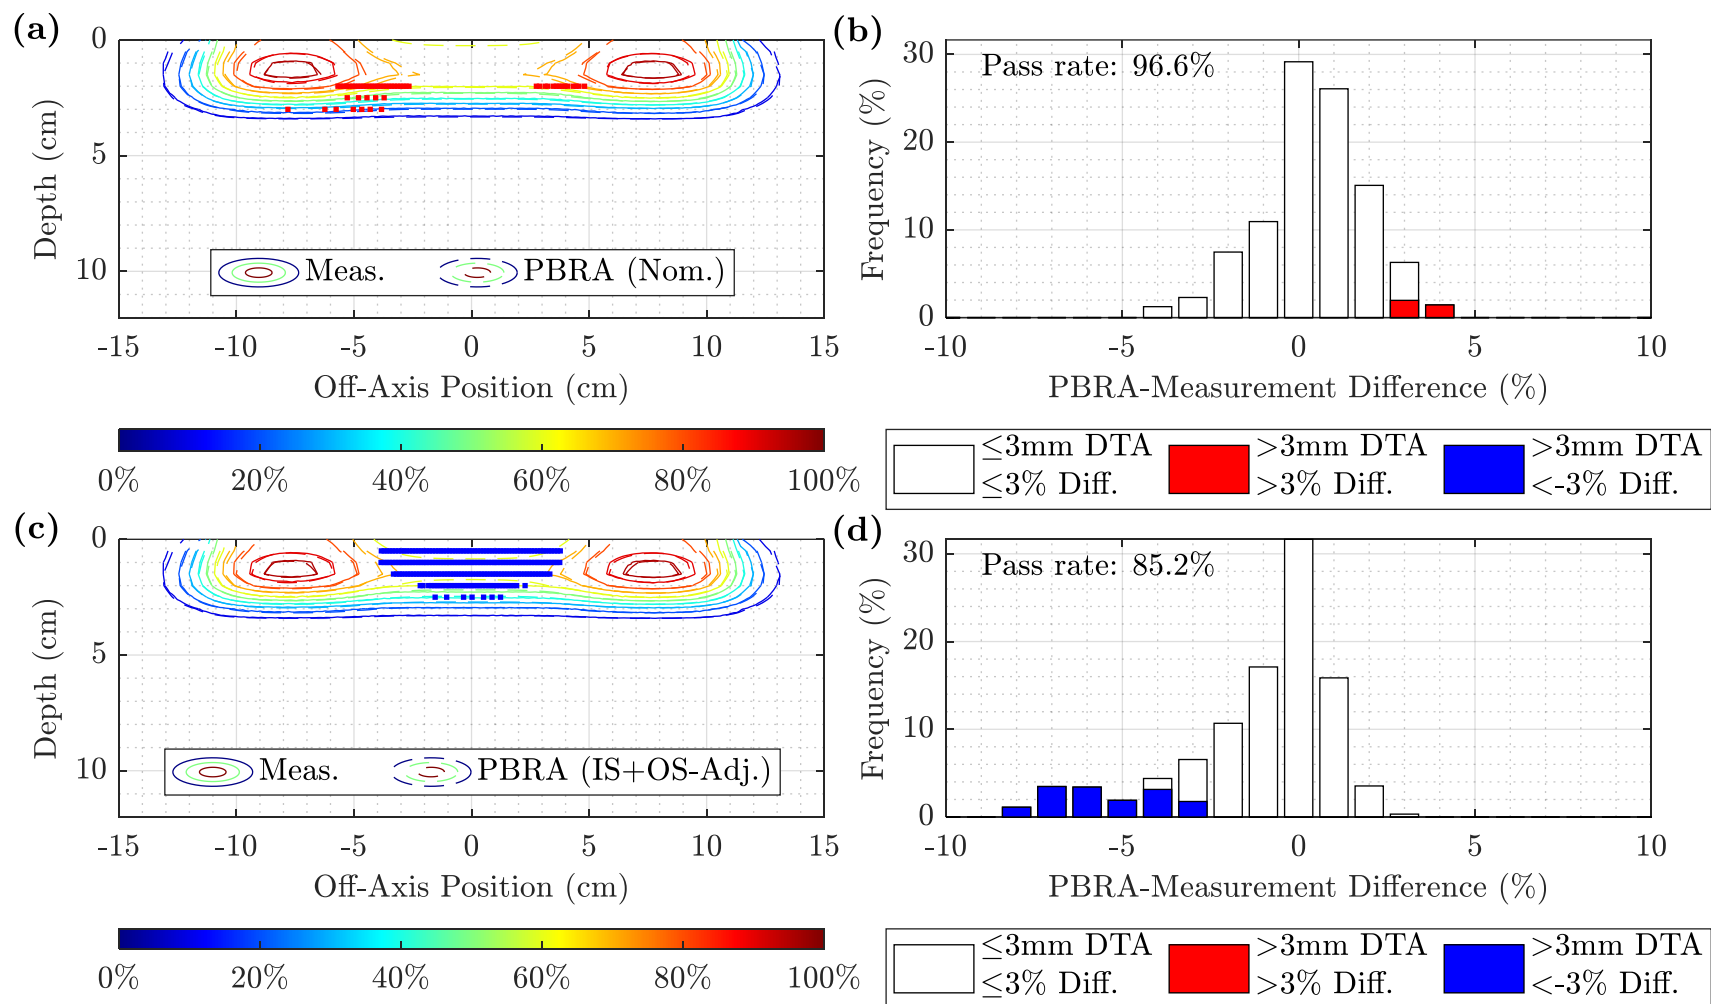 (a)
0
5
10
Depth (cm)
Meas.
PBRA (Nom.)
-15 -10 -5 0 5 10 15
Off-Axis Position (cm)
0% 20% 40% 60% 80% 100%
(b)
Pass rate: 96.6%
30
20
10
0
Frequency (%)
-10 -5 0 5 10
PBRA-Measurement Difference (%)
≤3mm DTA >3mm DTA >3mm DTA
≤3% Diff. >3% Diff. <-3% Diff.
(c)
0
5
10
Depth (cm)
Meas.
PBRA (IS+OS-Adj.)
-15 -10 -5 0 5 10 15
Off-Axis Position (cm)
0% 20% 40% 60% 80% 100%
(d)
Pass rate: 85.2%
30
20
10
0
Frequency (%)
-10 -5 0 5 10
PBRA-Measurement Difference (%)
≤3mm DTA >3mm DTA >3mm DTA
≤3% Diff. >3% Diff. <-3% Diff.